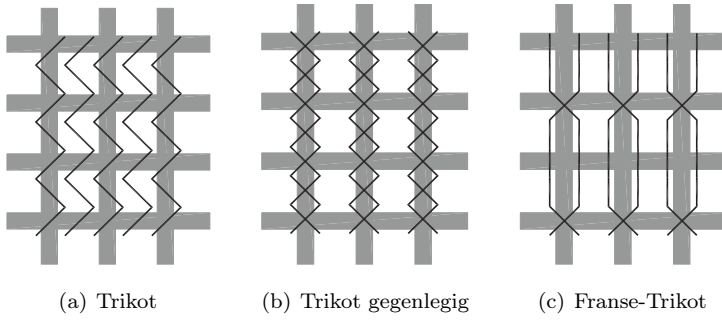 (a) Trikot
(b) Trikot gegenlegig
(c) Franse-Trikot